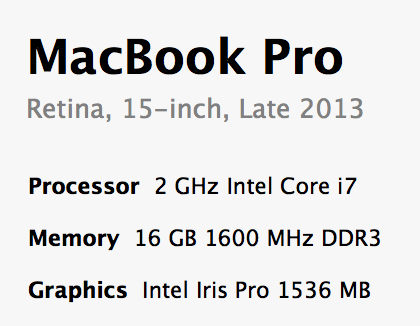 MacBook Pro
Retina, 15-inch, Late 2013
Processor 2 GHz Intel Core i7
Memory 16 GB 1600 MHz DDR3
Graphics Intel Iris Pro 1536 MB